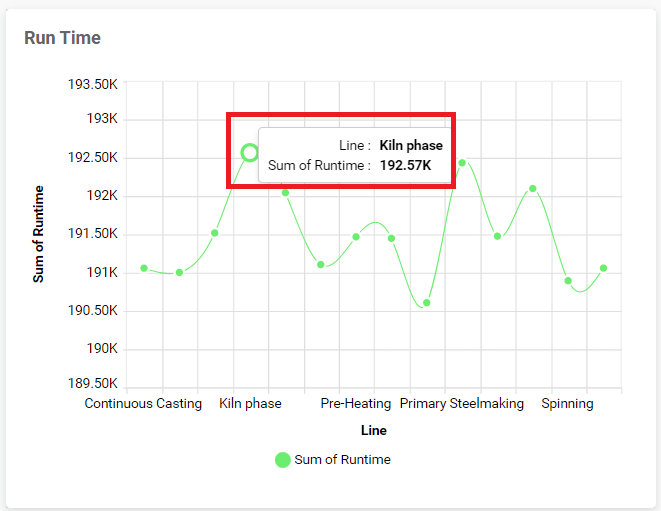 Run Time
193.50K
193K
192.50K
192K
191.50K
191K
190.50K
190K
189.50K
Sum of Runtime
Line : Kiln phase
Sum of Runtime : 192.57K
Continuous Casting Kiln phase Pre-Heating Primary Steelmaking Spinning
Line
Sum of Runtime